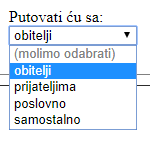 Putovati ću sa:
obitelji
(molimo odabrati)
obitelji
prijateljima
poslovno
samostalno